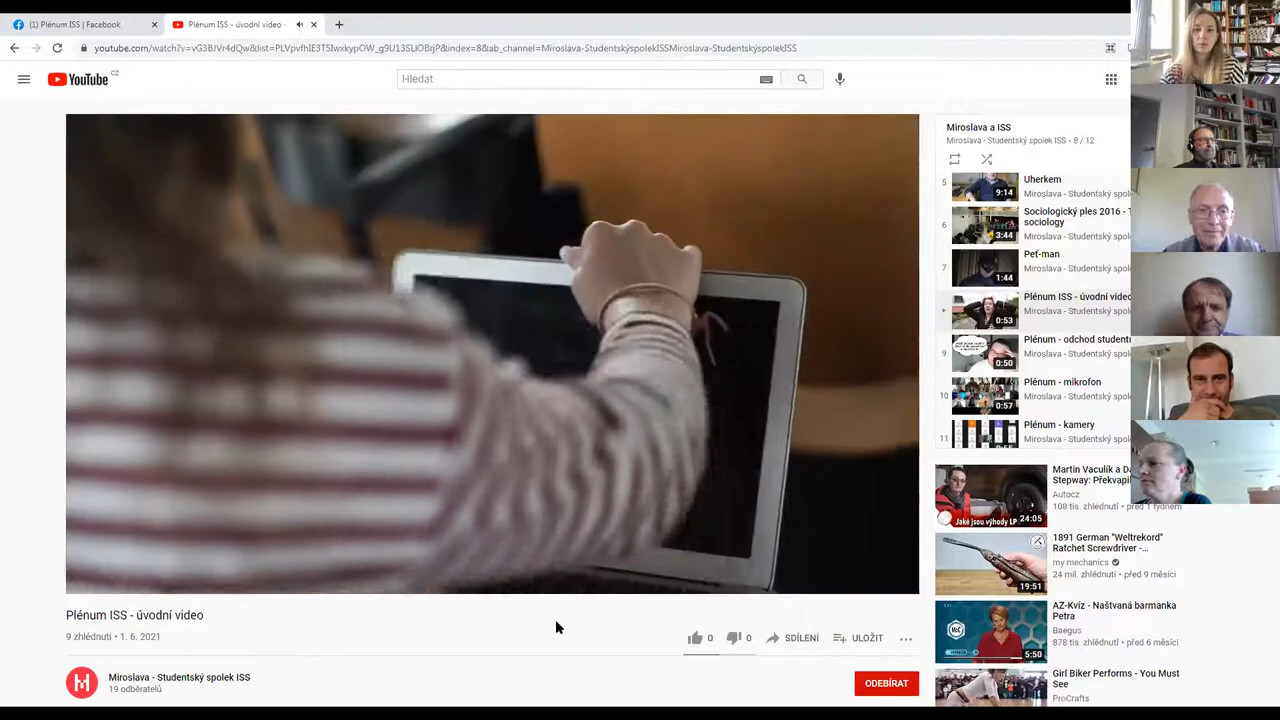 (1) Plénum ISS | Facebook
Plénum ISS - úvodní video -
youtube.com/watch?v=vG3BJVr4dQw&list=PLVpvfhIE3T5IwxkypOW_g9U13SLlOBrjP&index=8&ab_channel=Miroslava-StudentskýspolekISSMiroslava-StudentskýspolekISS
YouTube CZ
Hledat
Miroslava a ISS
Miroslava - Studentský spolek ISS - 8 / 12
5
9:14
Uherkem
Miroslava - Studentský spol
6
3:44
Sociologický ples 2016 - T
sociology
Miroslava - Studentský spol
7
1:44
Peť-man
Miroslava - Studentský spol
0:53
Plénum ISS - úvodní video
Miroslava - Studentský spol
9
0:50
Plénum - odchod student
Miroslava - Studentský spol
10
0:57
Plénum - mikrofon
Miroslava - Studentský spol
11
Plénum - kamery
Miroslava - Studentský spol
Jaké jsou výhody LP
24:05
Martin Vaculík a Da
Stepway: Překvapi
Autocz
108 tis. zhlédnutí • před 1 týdnem
19:51
1891 German "Weltrekord"
Ratchet Screwdriver -...
my mechanics
24 mil. zhlédnutí • před 9 měsíci
5:50
AZ-Kvíz - Naštvaná barmanka
Petra
Baegus
878 tis. zhlédnutí • před 6 měsíci
Girl Biker Performs - You Must
See
ProCrafts
Plénum ISS - úvodní video
9 zhlédnutí • 1. 6. 2021
0
0
SDÍLENÍ
ULOŽIT
Miroslava - Studentský spolek ISS
19 odběratelů
ODEBÍRAT